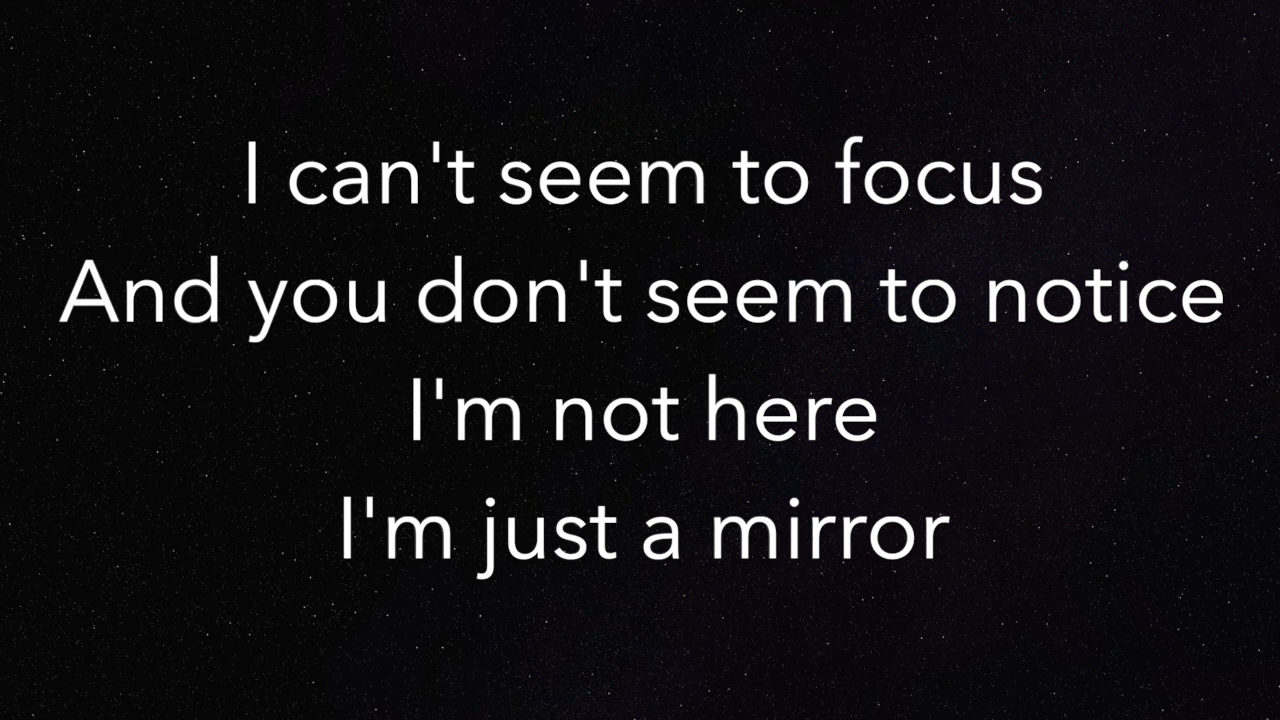 I can't seem to focus
And you don't seem to notice
I'm not here
I'm just a mirror